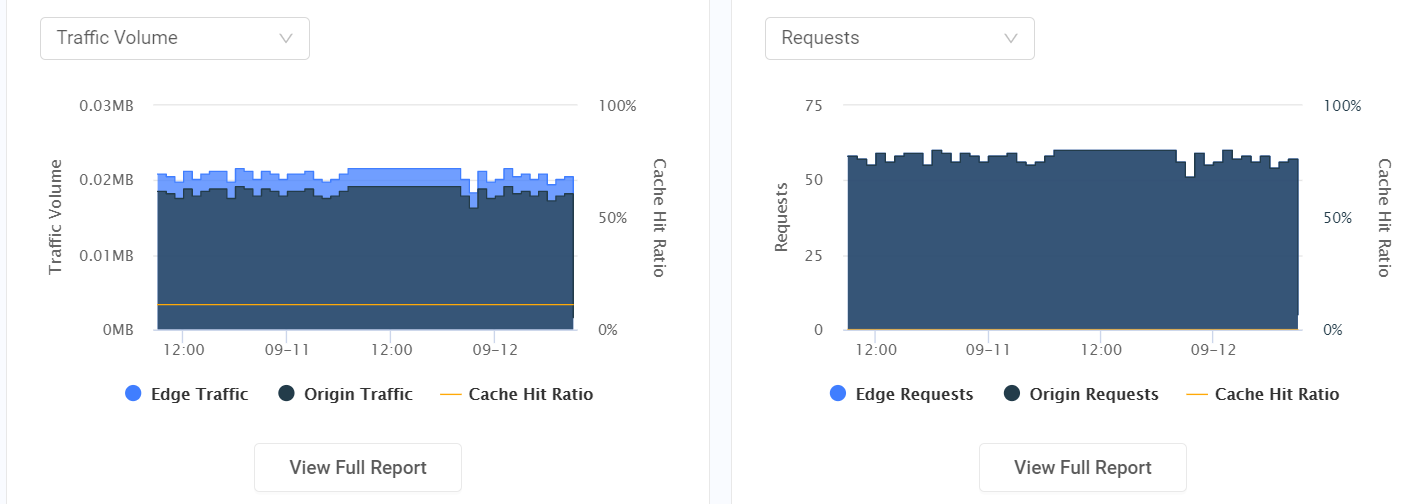 Traffic Volume
0.03MB
0.02MB
0.01MB
0MB
Traffic Volume
100%
50%
0%
Cache Hit Ratio
12:00
09-11
12:00
09-12
Edge Traffic
Origin Traffic
Cache Hit Ratio
View Full Report
Requests
75
50
25
0
Requests
100%
50%
0%
Cache Hit Ratio
12:00
09-11
12:00
09-12
Edge Requests
Origin Requests
Cache Hit Ratio
View Full Report